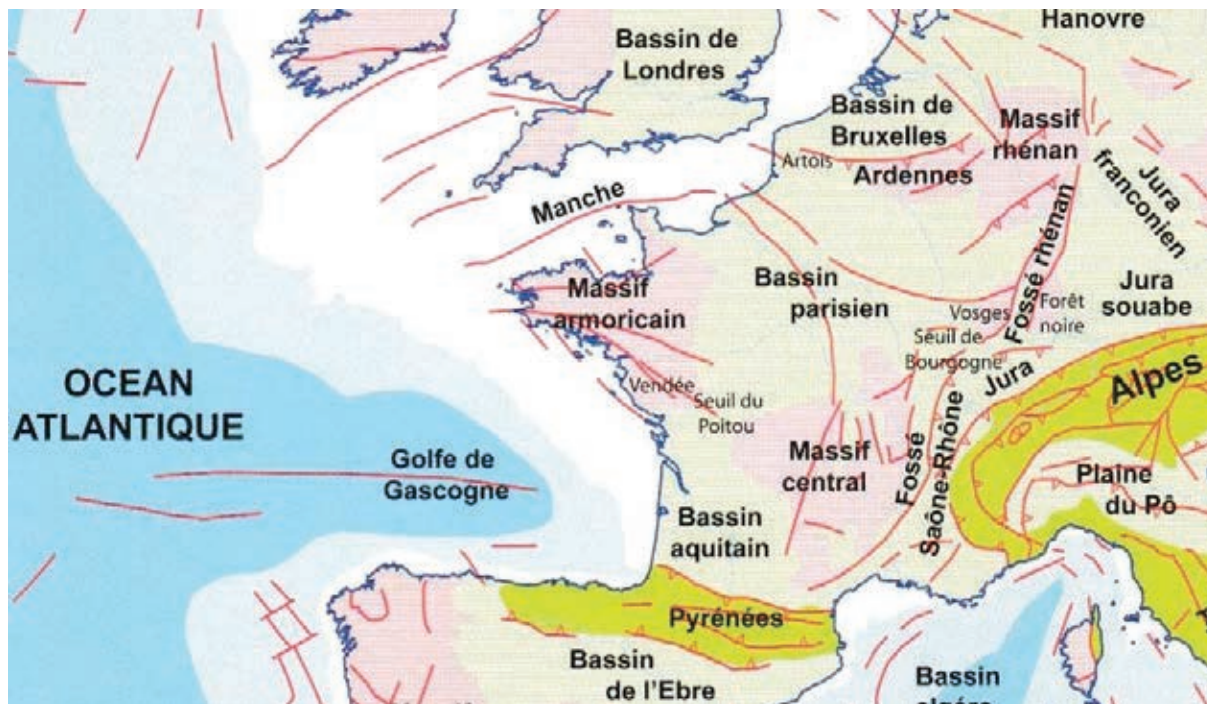 Hanovre
Bassin de
Londres
Bassin de
Bruxelles
Massif
rhénan
Artois
Ardennes
Jura
franconien
Manche
Fossé rhénan
Massif
armoricain
Bassin
parisien
Vosges
Forêt
noire
Jura
souabe
Seuil de
Bourgogne
Jura
Alpes
OCEAN
ATLANTIQUE
Vendée
Seuil du
Poitou
Golfe de
Gascogne
Massif
central
Fossé
Saône-Rhône
Plaine
du Pô
Bassin
aquitain
Pyrénées
Bassin
de l'Ebre
Bassin